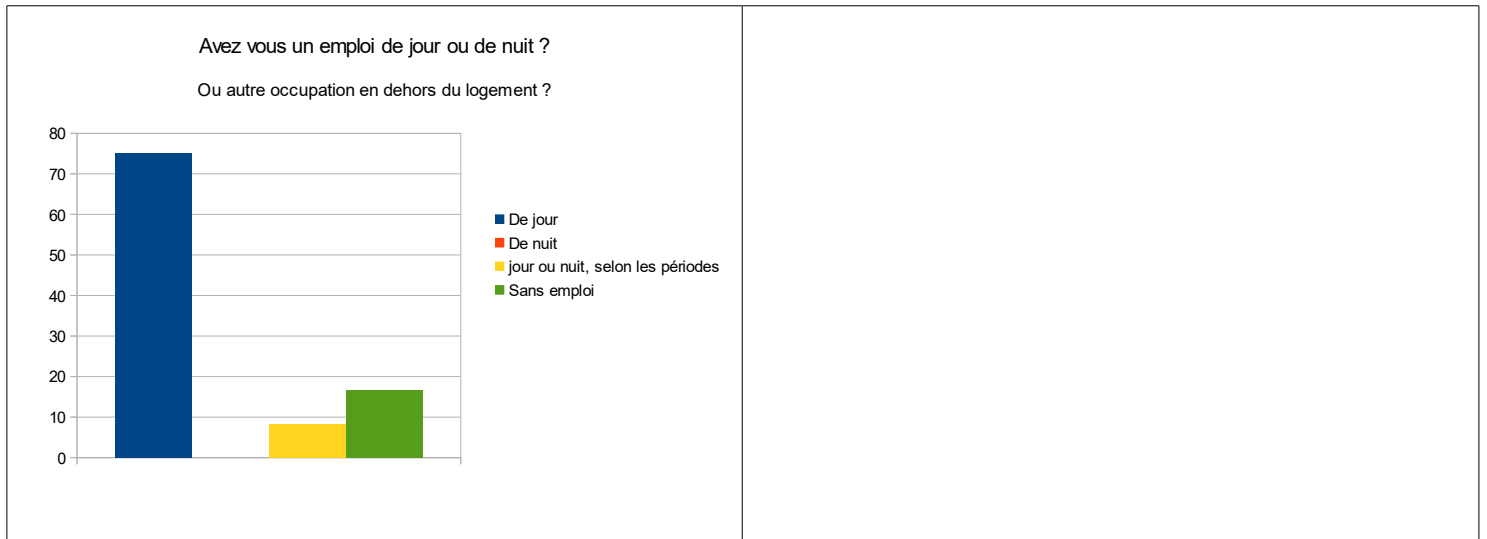 Avez vous un emploi de jour ou de nuit ?
Ou autre occupation en dehors du logement ?
80
70
60
50
40
30
20
10
0
De jour
De nuit
jour ou nuit, selon les périodes
Sans emploi